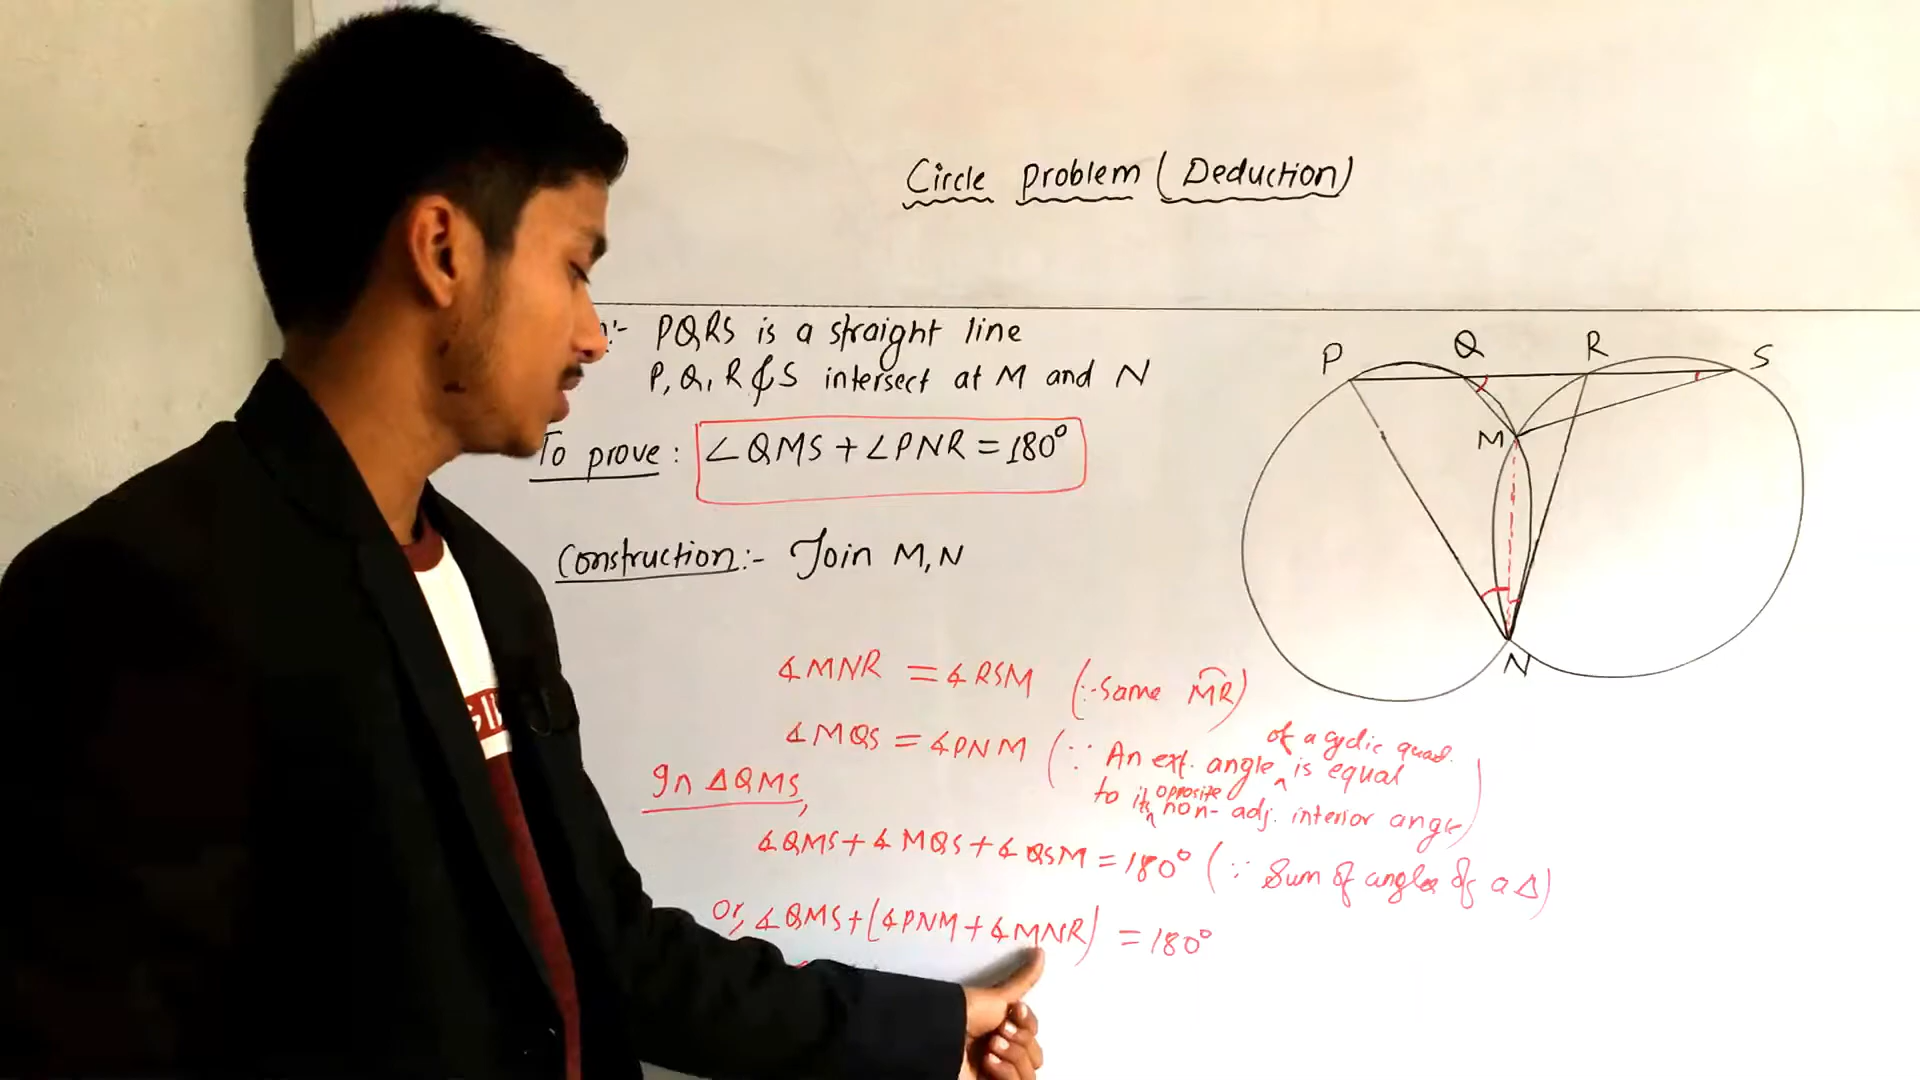 Circle Problem (Deduction)
:- PQRS is a straight line
P, Q, R & S intersect at M and N
To prove : ∠QMS + ∠PNR = 180°
Construction:- Join M, N
∡MNR = ∡RSM (∵ Same M͡R)
∡MQS = ∡PNM (∵ An ext. angle of a cyclic quad. is equal
to its opposite non-adj. interior angle)
In ΔQMS,
∡QMS + ∡MQS + ∡QSM = 180° (∵ Sum of angles of a Δ)
Or, ∡QMS + (∡PNM + ∡MNR) = 180°
P
Q
R
S
M
N